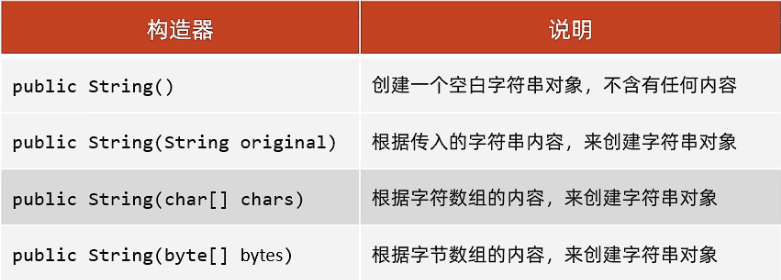 构造器 说明
public String() 创建一个空白字符串对象，不含有任何内容
public String(String original) 根据传入的字符串内容，来创建字符串对象
public String(char[] chars) 根据字符数组的内容，来创建字符串对象
public String(byte[] bytes) 根据字节数组的内容，来创建字符串对象